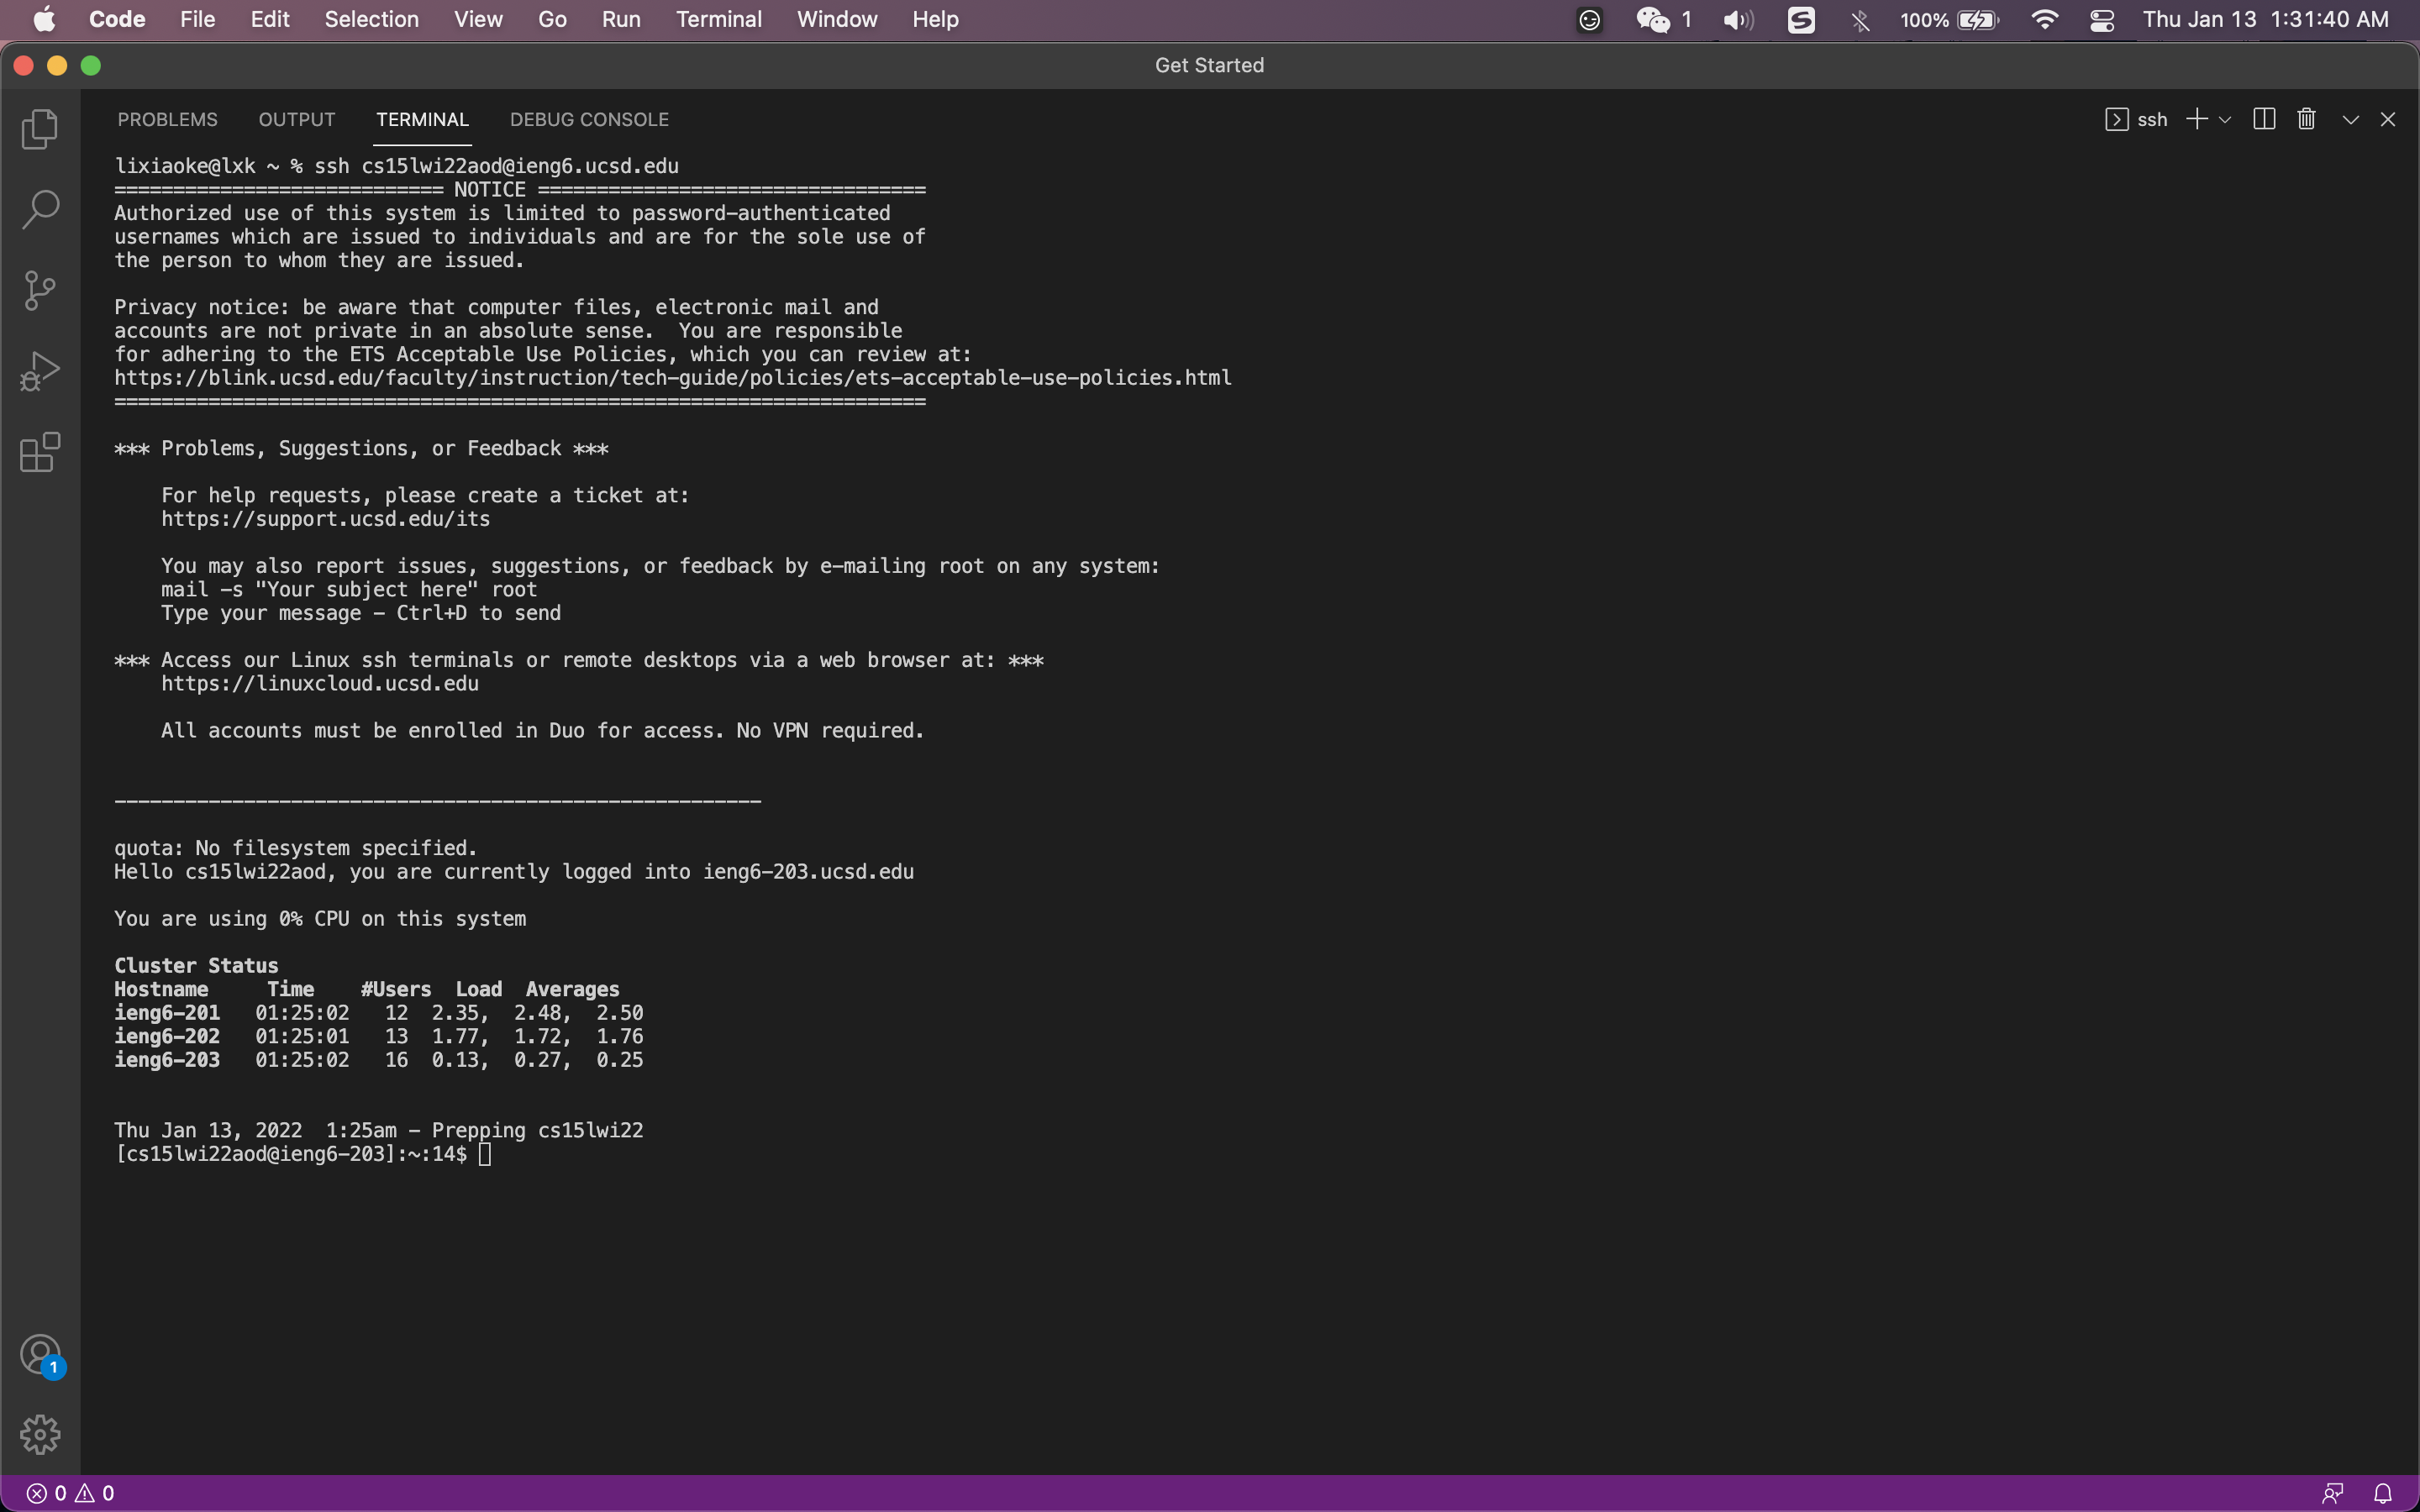 Code File Edit Selection View Go Run Terminal Window Help 1 100% Thu Jan 13 1:31:40 AM
Get Started
PROBLEMS OUTPUT TERMINAL DEBUG CONSOLE ssh
lixiaoke@lxk ~ % ssh cs15lwi22aod@ieng6.ucsd.edu
============================ NOTICE =================================
Authorized use of this system is limited to password-authenticated
usernames which are issued to individuals and are for the sole use of
the person to whom they are issued.
Privacy notice: be aware that computer files, electronic mail and
accounts are not private in an absolute sense.  You are responsible
for adhering to the ETS Acceptable Use Policies, which you can review at:
https://blink.ucsd.edu/faculty/instruction/tech-guide/policies/ets-acceptable-use-policies.html
=====================================================================
*** Problems, Suggestions, or Feedback ***
For help requests, please create a ticket at:
https://support.ucsd.edu/its
You may also report issues, suggestions, or feedback by e-mailing root on any system:
mail -s "Your subject here" root
Type your message - Ctrl+D to send
*** Access our Linux ssh terminals or remote desktops via a web browser at: ***
https://linuxcloud.ucsd.edu
All accounts must be enrolled in Duo for access. No VPN required.
-------------------------------------------------------
quota: No filesystem specified.
Hello cs15lwi22aod, you are currently logged into ieng6-203.ucsd.edu
You are using 0% CPU on this system
Cluster Status
Hostname     Time    #Users  Load  Averages
ieng6-201   01:25:02   12  2.35,  2.48,  2.50
ieng6-202   01:25:01   13  1.77,  1.72,  1.76
ieng6-203   01:25:02   16  0.13,  0.27,  0.25
Thu Jan 13, 2022  1:25am - Prepping cs15lwi22
[cs15lwi22aod@ieng6-203]:~:14$
1
0 0